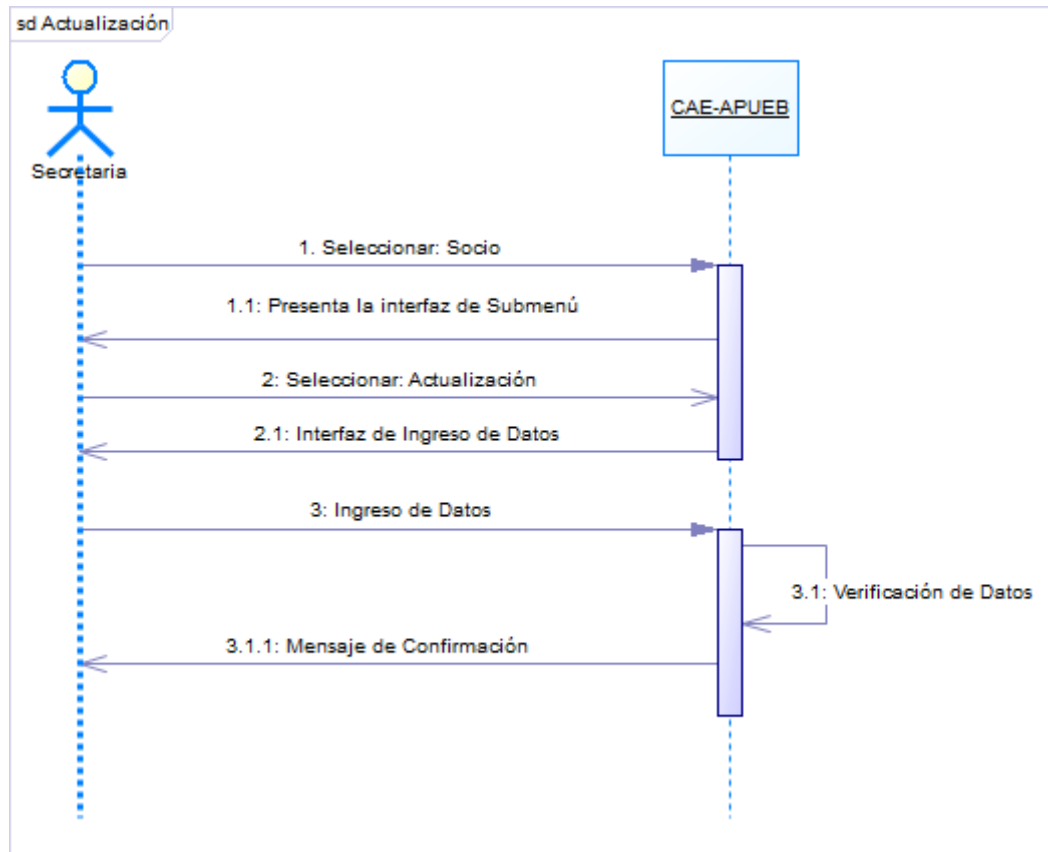 sd Actualización
CAE-APUEB
Secretaria
1. Seleccionar: Socio
1.1: Presenta la interfaz de Submenú
2: Seleccionar: Actualización
2.1: Interfaz de Ingreso de Datos
3: Ingreso de Datos
3.1: Verificación de Datos
3.1.1: Mensaje de Confirmación